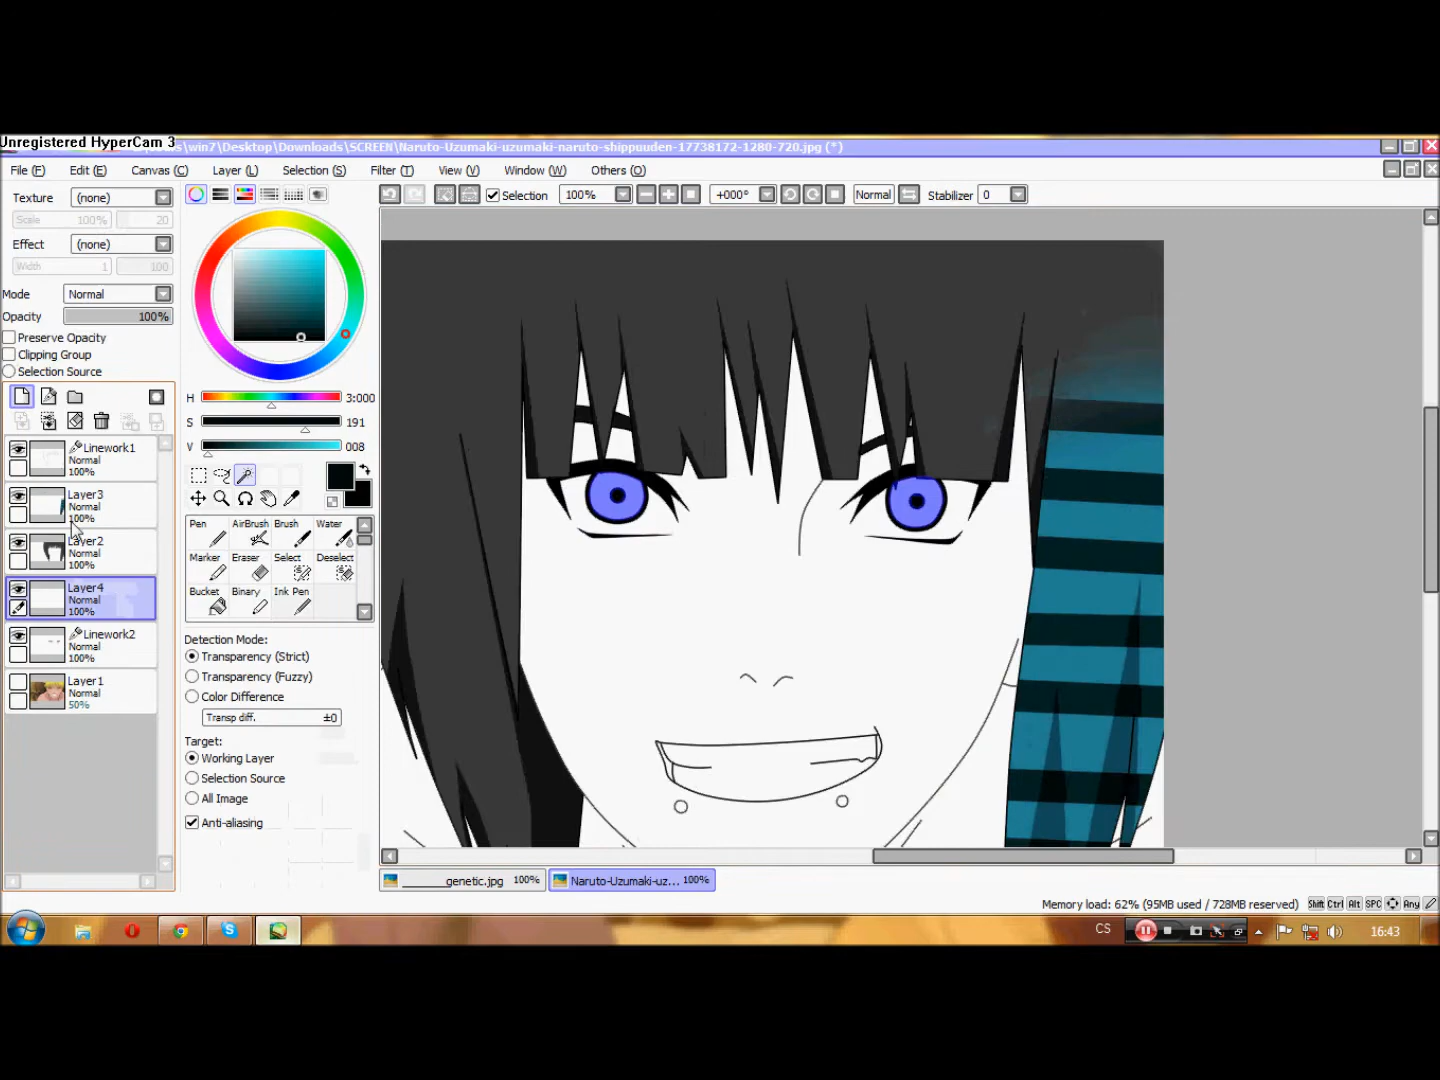 Unregistered HyperCam 3
\win7\Desktop\Downloads\SCREEN\Naruto-Uzumaki-uzumaki-naruto-shippuuden-17738172-1280-720.jpg (*)
File (F) Edit (E) Canvas (C) Layer (L) Selection (S) Filter (T) View (V) Window (W) Others (O)
Texture (none)
Selection 100% +000° Normal Stabilizer 0
Scale 100% 20
Effect (none)
Width 1 100
Mode Normal
Opacity 100%
Preserve Opacity
Clipping Group
Selection Source
H 3:000
S 191
V 008
Linework1
Normal
100%
Layer3
Normal
100%
Layer2
Normal
100%
Layer4
Normal
100%
Linework2
Normal
100%
Layer1
Normal
50%
Pen AirBrush Brush Water
Marker Eraser Select Deselect
Bucket Binary Ink Pen
Detection Mode:
Transparency (Strict)
Transparency (Fuzzy)
Color Difference
Transp diff. ±0
Target:
Working Layer
Selection Source
All Image
Anti-aliasing
______genetic.jpg 100% Naruto-Uzumaki-uz... 100%
Memory load: 62% (95MB used / 728MB reserved) Shift Ctrl Alt SPC Any
CS 16:43